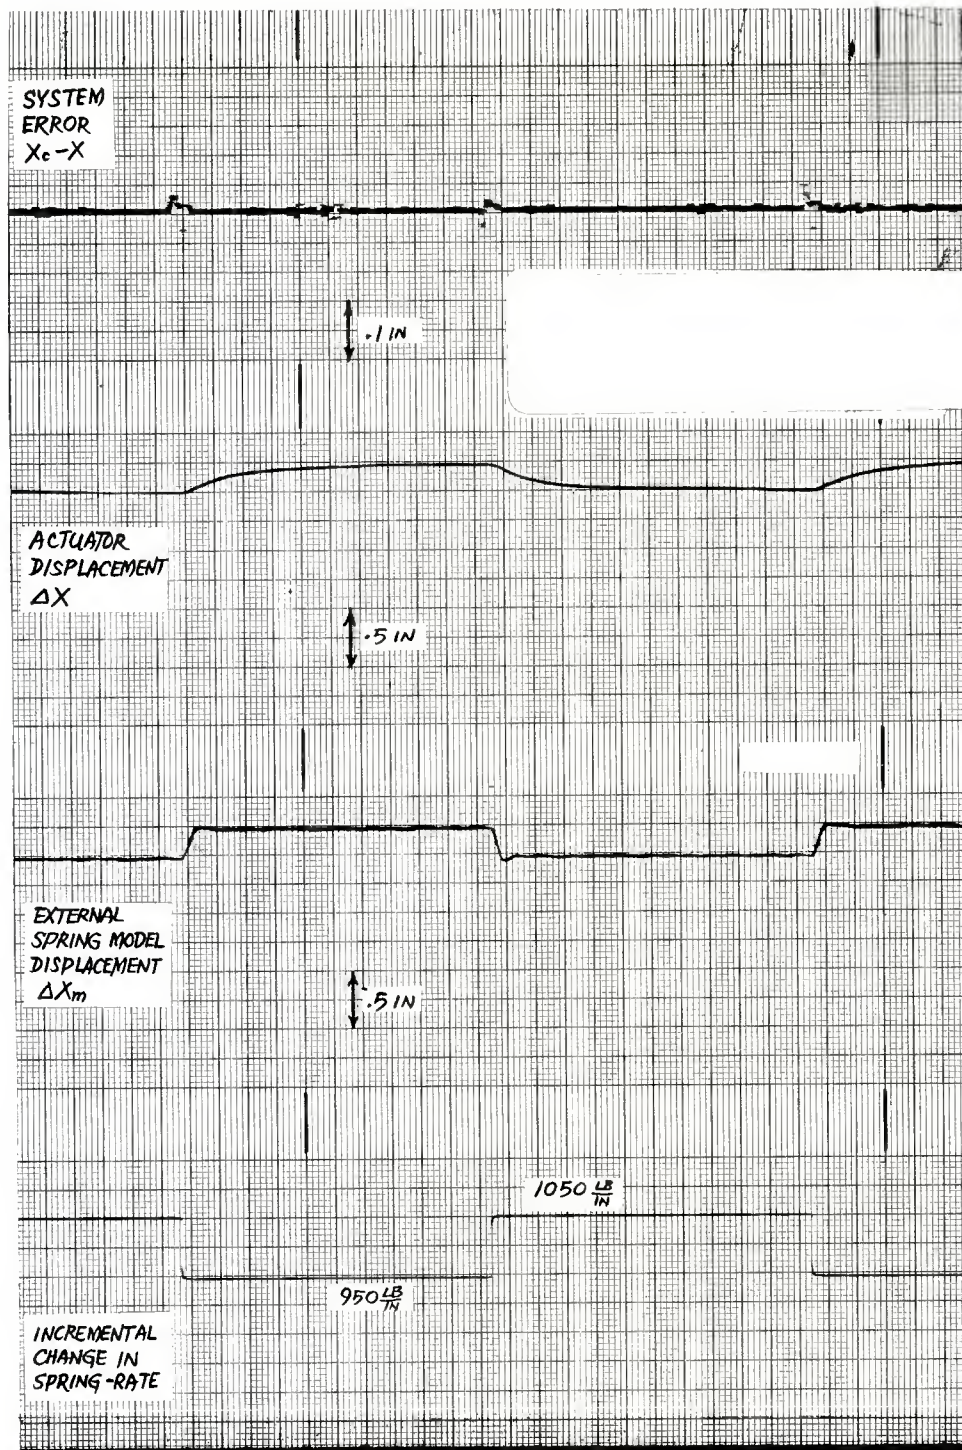 SYSTEM
ERROR
Xc-X
.1 IN
ACTUATOR
DISPLACEMENT
ΔX
.5 IN
EXTERNAL
SPRING MODEL
DISPLACEMENT
ΔXm
.5 IN
1050 LB/IN
950 LB/IN
INCREMENTAL
CHANGE IN
SPRING-RATE